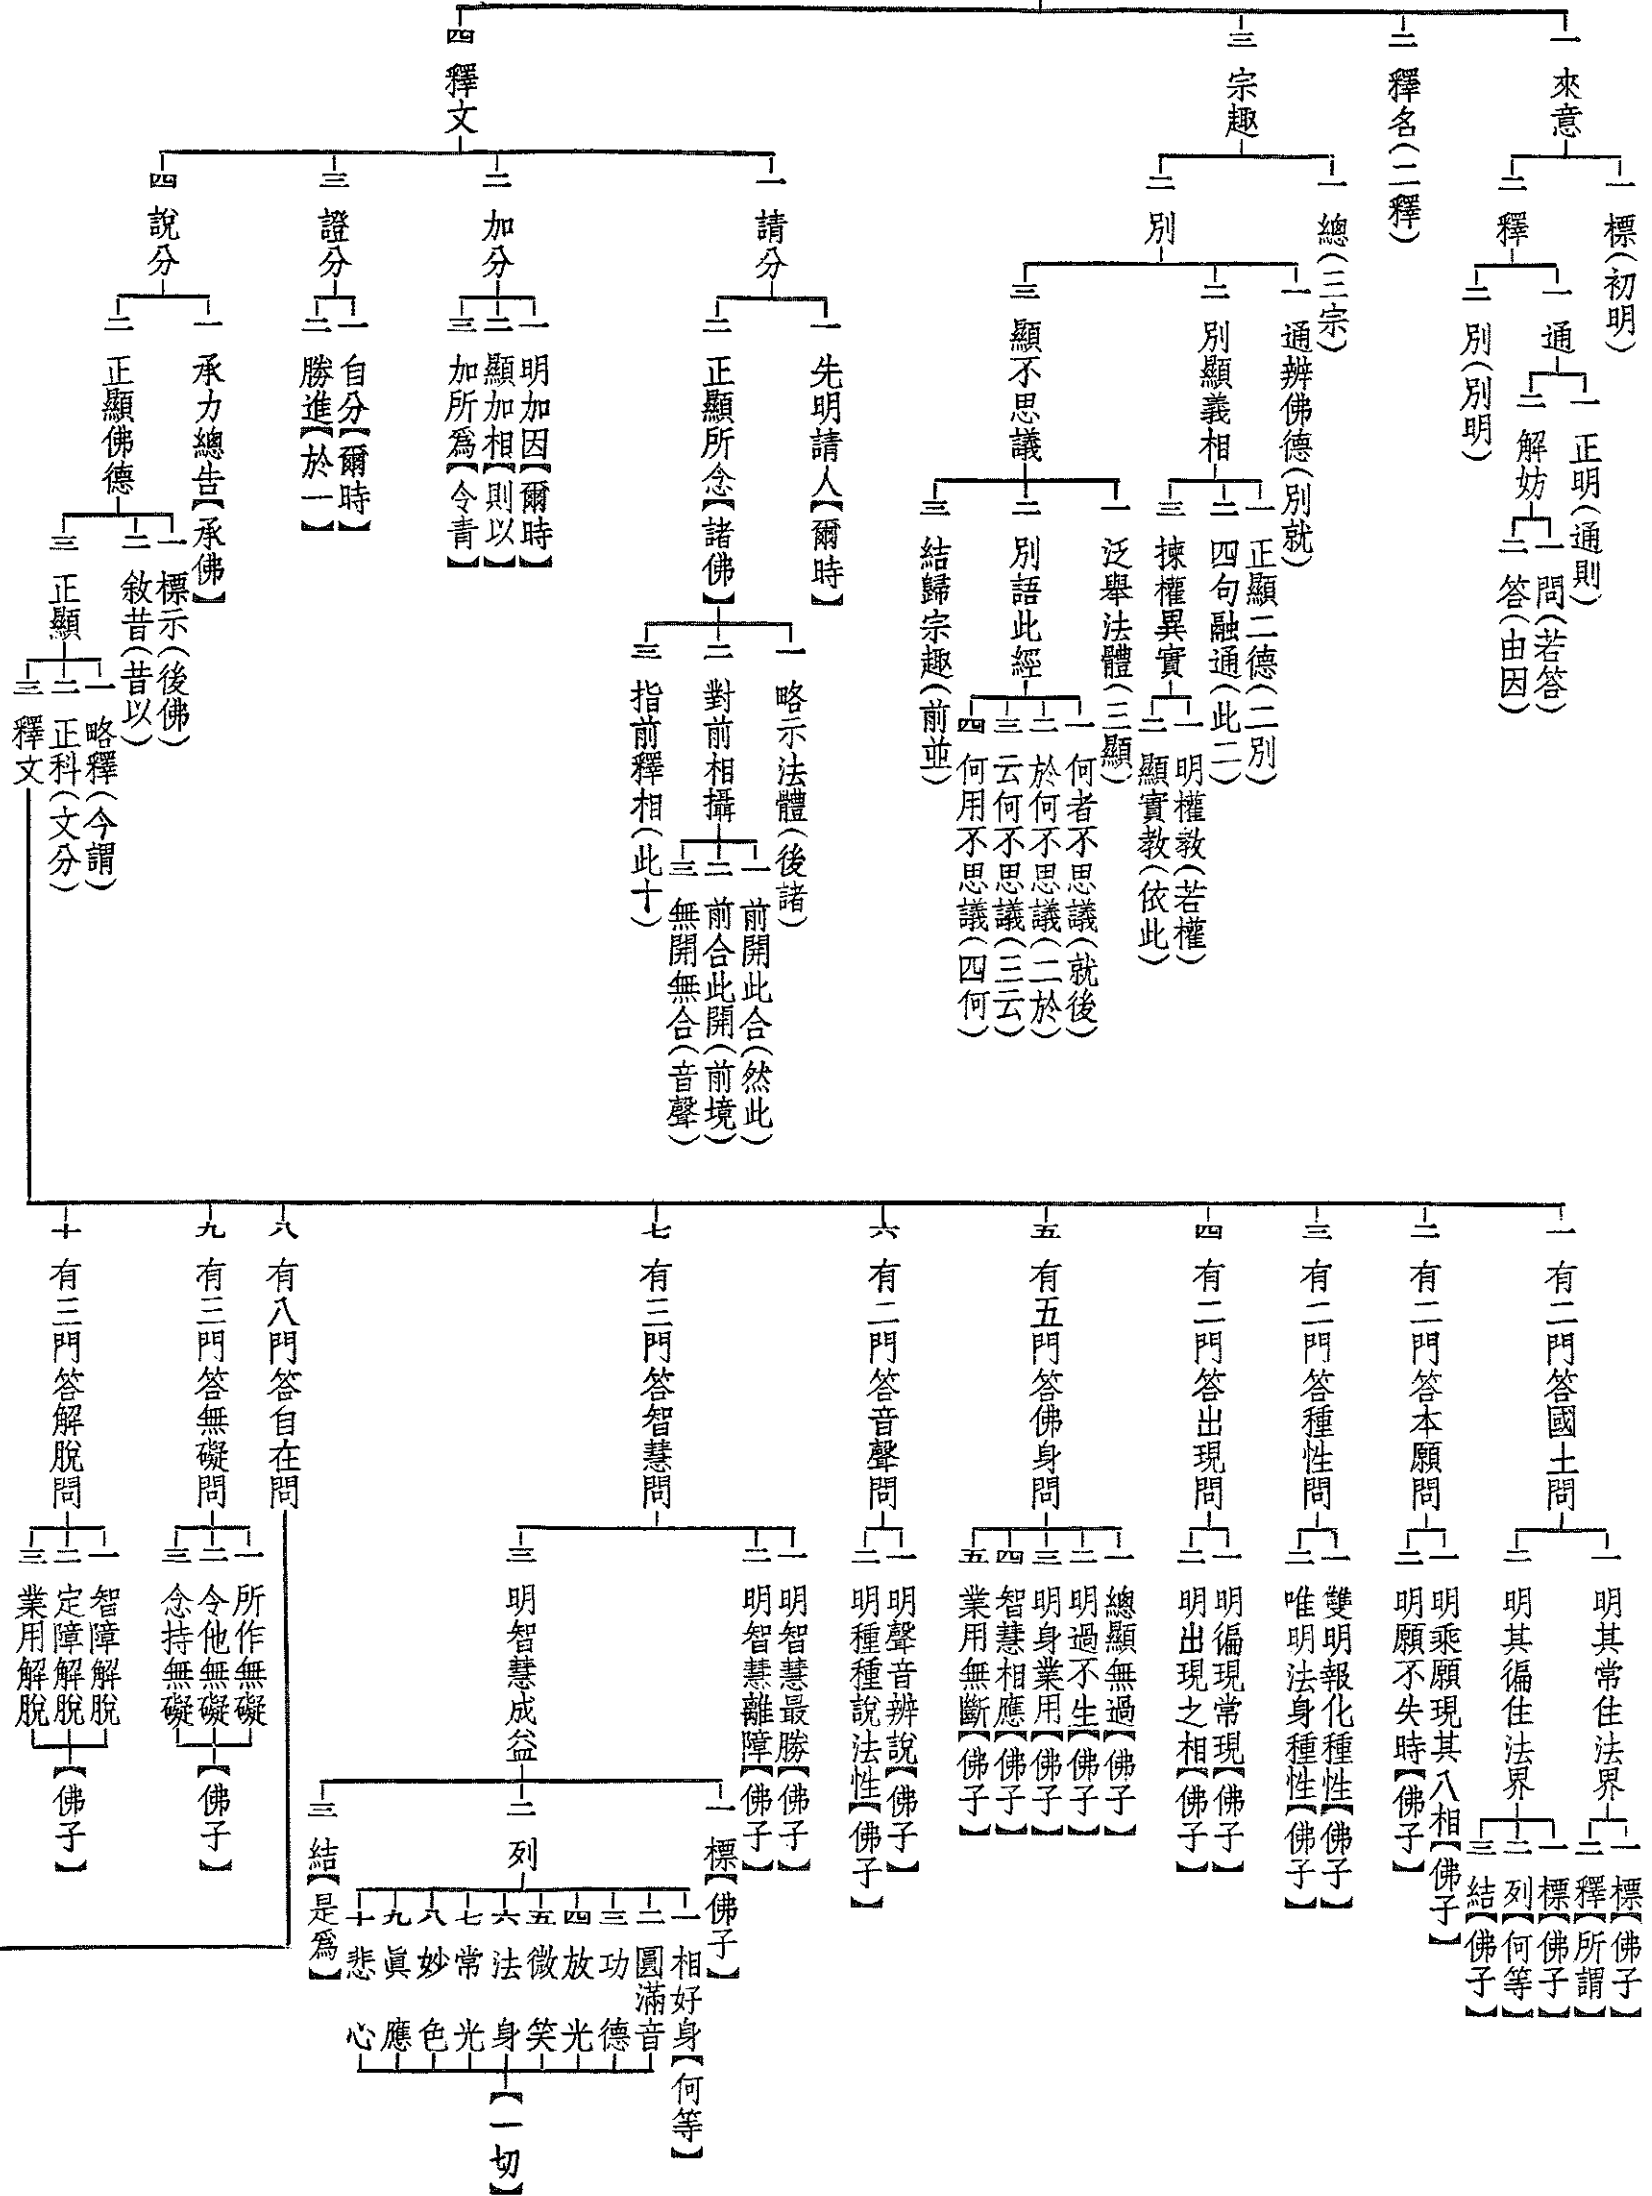 一 來意
一 標(初明)
二 釋
一 通
一 正明(通則)
二 解妨
一 問(若答)
二 答(由因)
二 別(別明)
二 釋名(二釋)
三 宗趣
一 總(三宗)
二 別
一 通辨佛德(別就)
二 別顯義相
一 正顯二德(二別)
二 四句融通(此二)
三 揀權異實
一 明權教(若權)
二 顯實教(依此)
三 顯不思議
一 泛舉法體(三顯)
二 別語此經
一 何者不思議(就後)
二 於何不思議(二於)
三 云何不思議(三云)
四 何用不思議(四何)
三 結歸宗趣(前並)
四 釋文
一 請分
一 先明請人【爾時】
二 正顯所念【諸佛】
一 略示法體(後諸)
二 對前相攝
一 前開此合(然此)
二 前合此開(前境)
三 無開無合(音聲)
三 指前釋相(此十)
二 加分
一 明加因【爾時】
二 顯加相【則以】
三 加所爲【令青】
三 證分
一 自分【爾時】
二 勝進【於一】
四 說分
一 承力總告【承佛】
二 正顯佛德
一 標示(後佛)
二 敘昔(昔以)
三 正顯
一 略釋(今謂)
二 正科(文分)
三 釋文
一 有二門答國土問
一 明其常住法界
一 標【佛子】
二 釋【所謂】
二 明其徧住法界
一 標【佛子】
二 列【何等】
三 結【佛子】
二 有二門答本願問
一 明乘願現其八相【佛子】
二 明願不失時【佛子】
三 有二門答種性問
一 雙明報化種性【佛子】
二 唯明法身種性【佛子】
四 有二門答出現問
一 明徧現常現【佛子】
二 明出現之相【佛子】
五 有五門答佛身問
一 總顯無過【佛子】
二 明過不生【佛子】
三 明身業用【佛子】
四 智慧相應【佛子】
五 業用無斷【佛子】
六 有二門答音聲問
一 明聲音辨說【佛子】
二 明種種說法性【佛子】
七 有三門答智慧問
一 明智慧最勝【佛子】
二 明智慧離障【佛子】
三 明智慧成益
一 標【佛子】
二 列
一 相好身【何等】
二 圓滿音
三 功德
四 放光
五 微笑
六 法身
七 常光
八 妙色
九 眞應
十 悲心
【一切】
三 結【是爲】
八 有八門答自在問
九 有三門答無礙問
一 所作無礙
二 令他無礙
三 念持無礙
【佛子】
十 有三門答解脫問
一 智障解脫
二 定障解脫
三 業用解脫
【佛子】